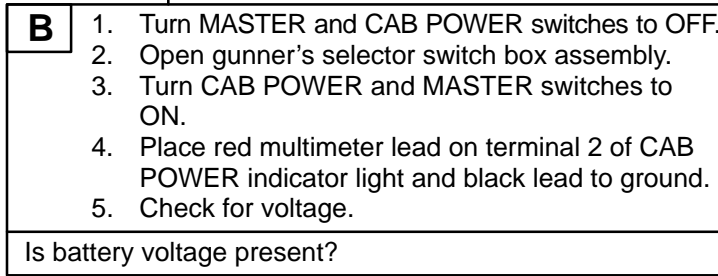 B 1. Turn MASTER and CAB POWER switches to OFF.
2. Open gunner's selector switch box assembly.
3. Turn CAB POWER and MASTER switches to
ON.
4. Place red multimeter lead on terminal 2 of CAB
POWER indicator light and black lead to ground.
5. Check for voltage.
Is battery voltage present?